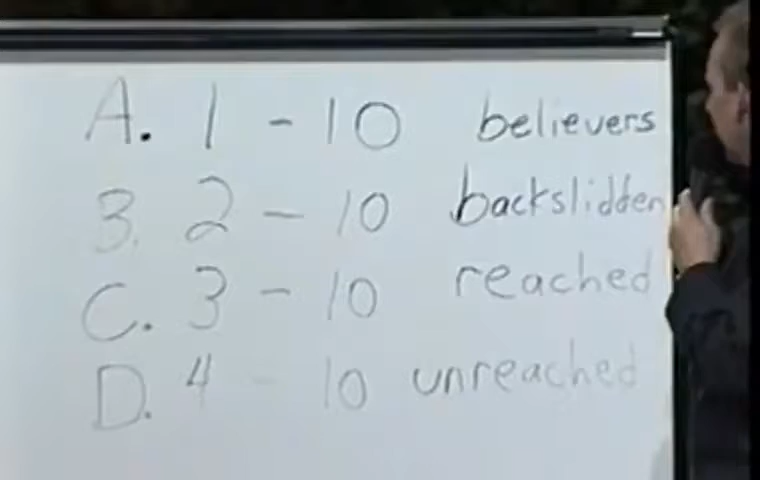 A. 1 - 10 believers
B. 2 - 10 backslidden
C. 3 - 10 reached
D. 4 - 10 unreached